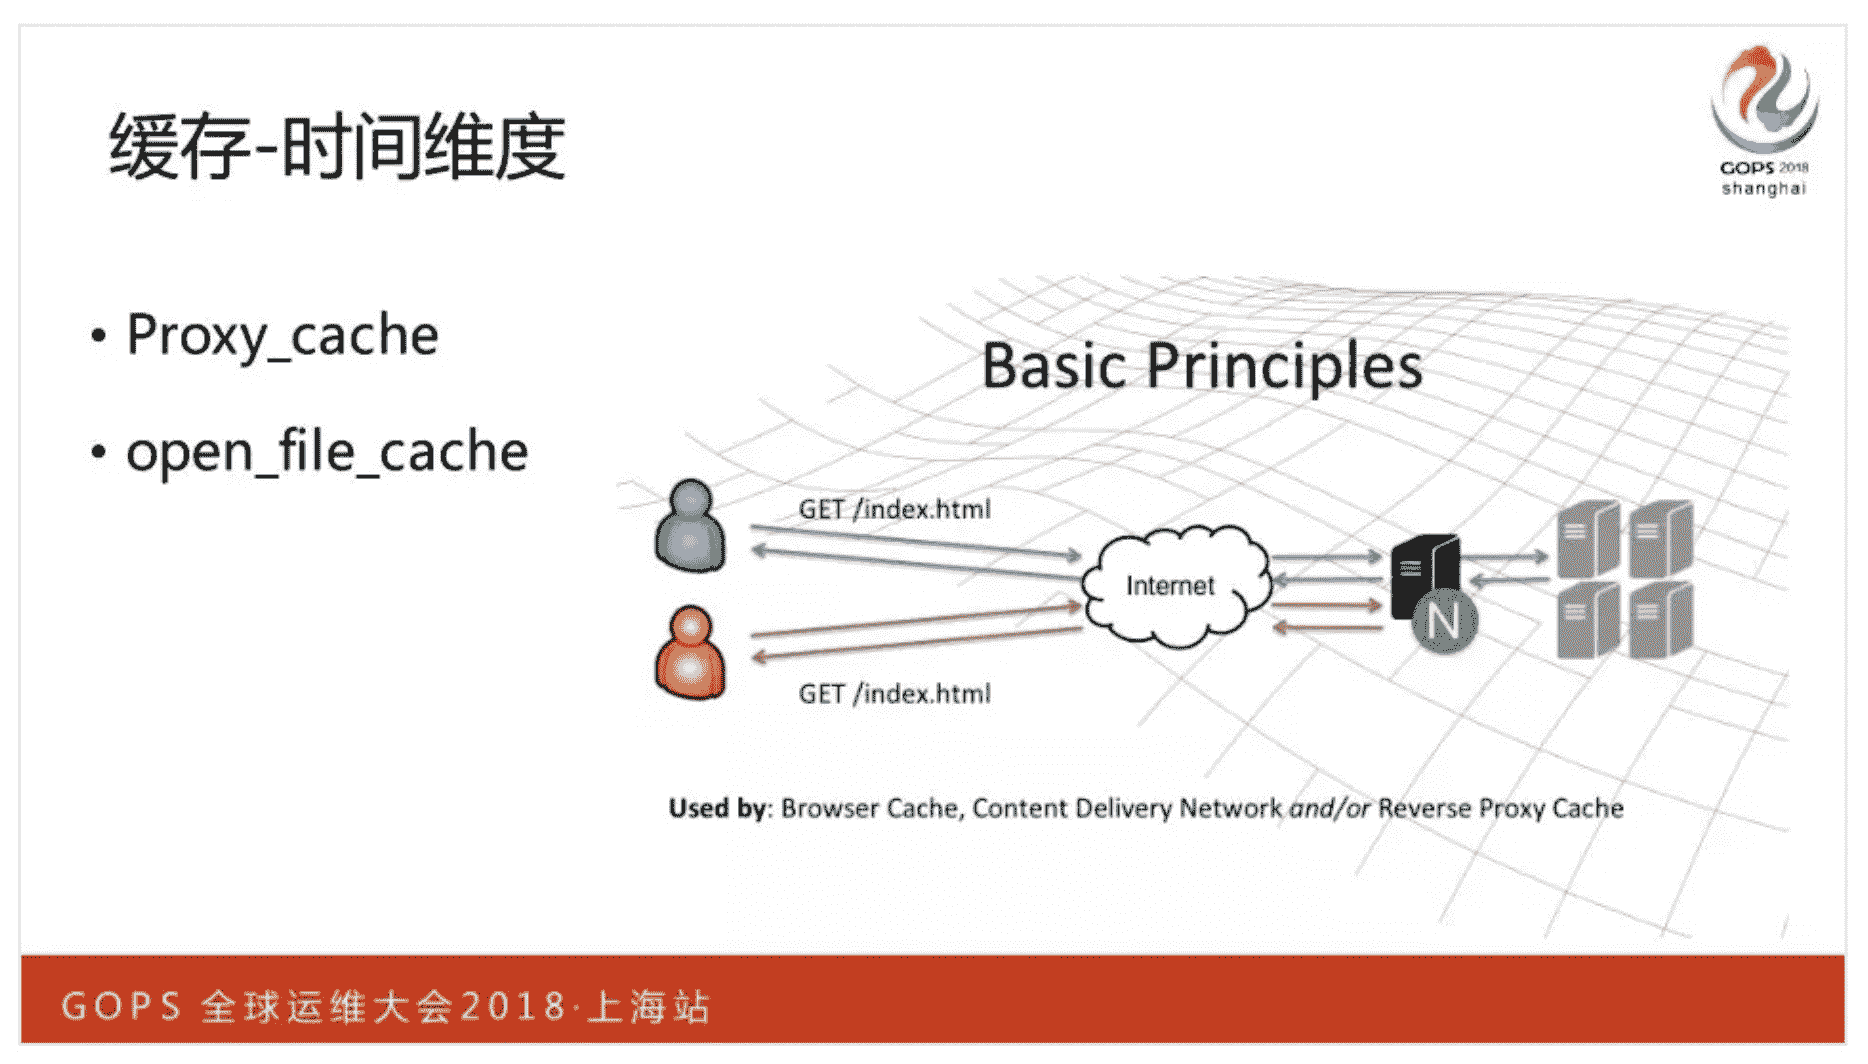 缓存-时间维度
GOPS 2018
shanghai
• Proxy_cache
• open_file_cache
Basic Principles
GET /index.html
Internet
N
GET /index.html
Used by: Browser Cache, Content Delivery Network and/or Reverse Proxy Cache
GOPS 全球运维大会2018·上海站